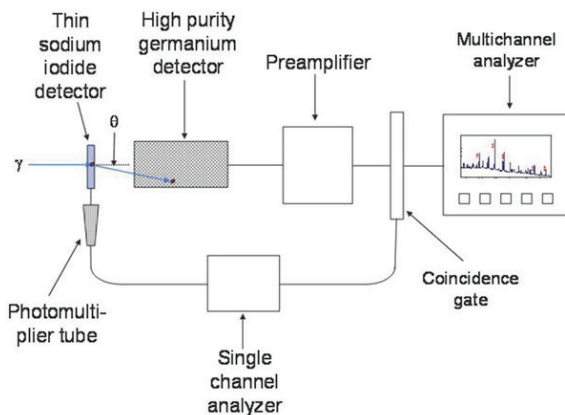 Thin
sodium
iodide
detector
High purity
germanium
detector
Preamplifier
Multichannel
analyzer
θ
γ
Photomulti-
plier tube
Single
channel
analyzer
Coincidence
gate